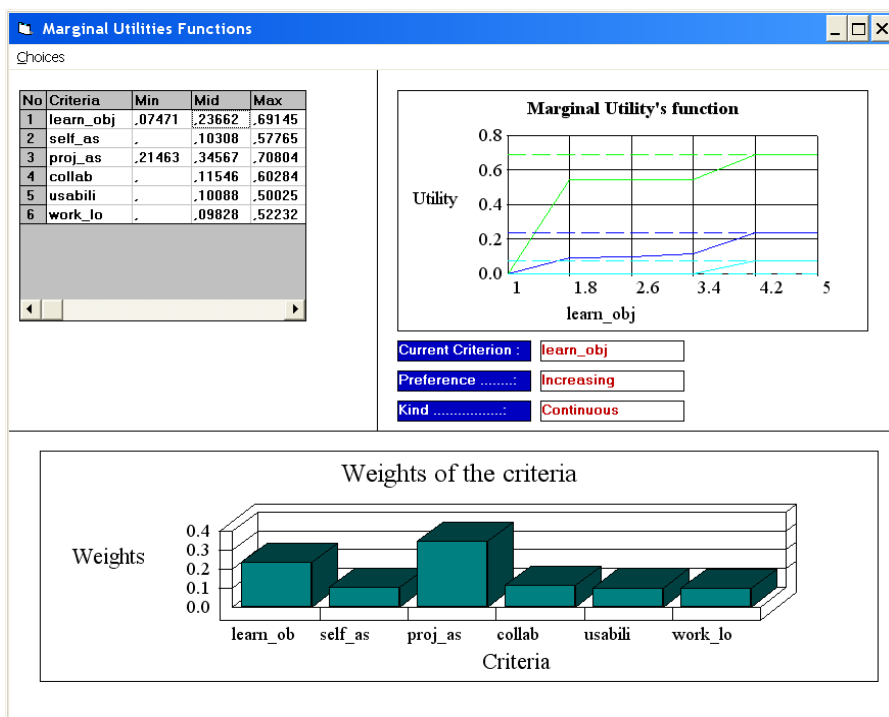 Marginal Utilities Functions
Choices
No Criteria Min Mid Max
1 learn_obj ,07471 ,23662 ,69145
2 self_as , ,10308 ,57765
3 proj_as ,21463 ,34567 ,70804
4 collab , ,11546 ,60284
5 usabili , ,10088 ,50025
6 work_lo , ,09828 ,52232
Marginal Utility's function
0.8
0.6
Utility
0.4
0.2
0.0
1 1.8 2.6 3.4 4.2 5
learn_obj
Current Criterion : learn_obj
Preference ........: Increasing
Kind .................: Continuous
Weights of the criteria
0.4
0.3
Weights
0.2
0.1
0.0
learn_ob self_as proj_as collab usabili work_lo
Criteria